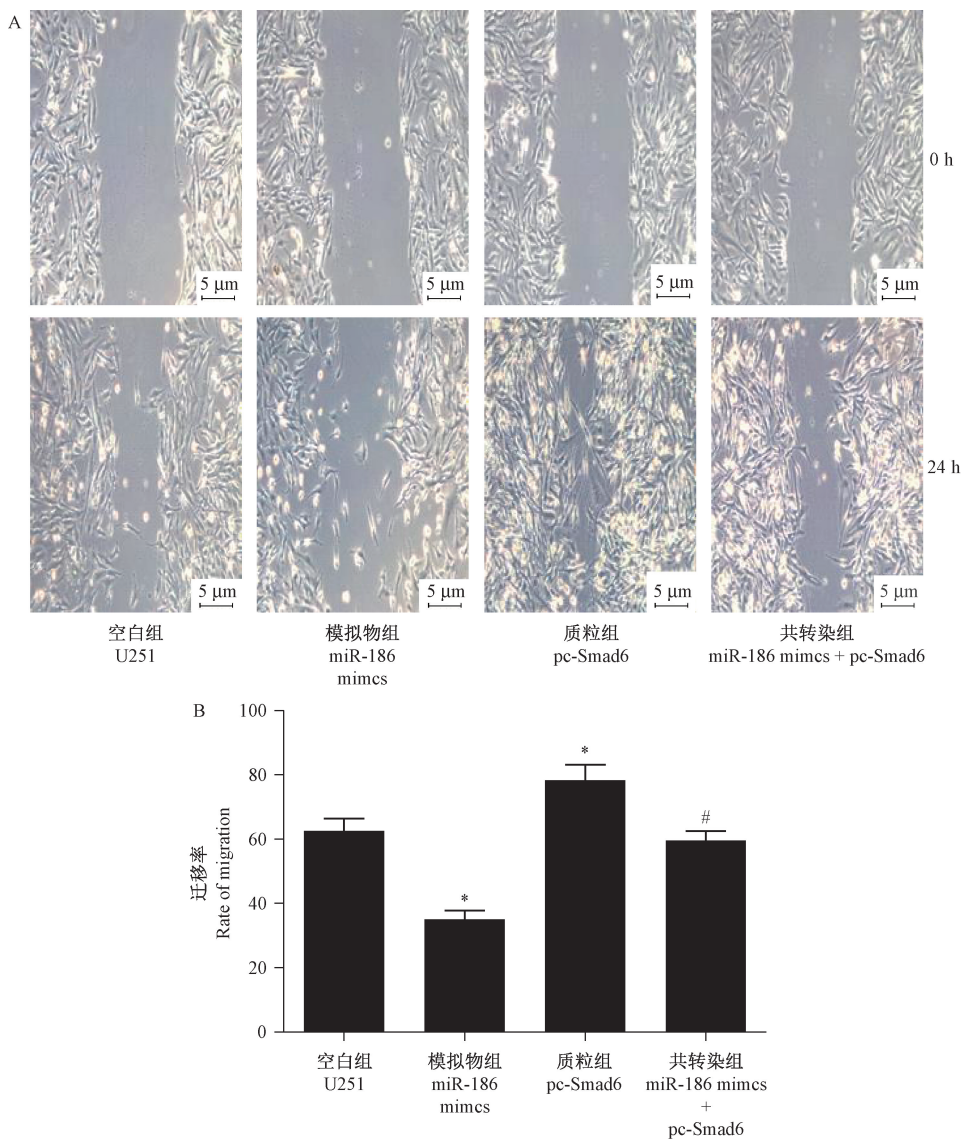 A
0 h
5 μm
5 μm
5 μm
5 μm
24 h
5 μm
5 μm
5 μm
5 μm
空白组
U251
模拟物组
miR-186
mimcs
质粒组
pc-Smad6
共转染组
miR-186 mimcs + pc-Smad6
B
100
80
60
40
20
0
迁移率
Rate of migration
*
*
#
空白组
U251
模拟物组
miR-186
mimcs
质粒组
pc-Smad6
共转染组
miR-186 mimcs
+
pc-Smad6